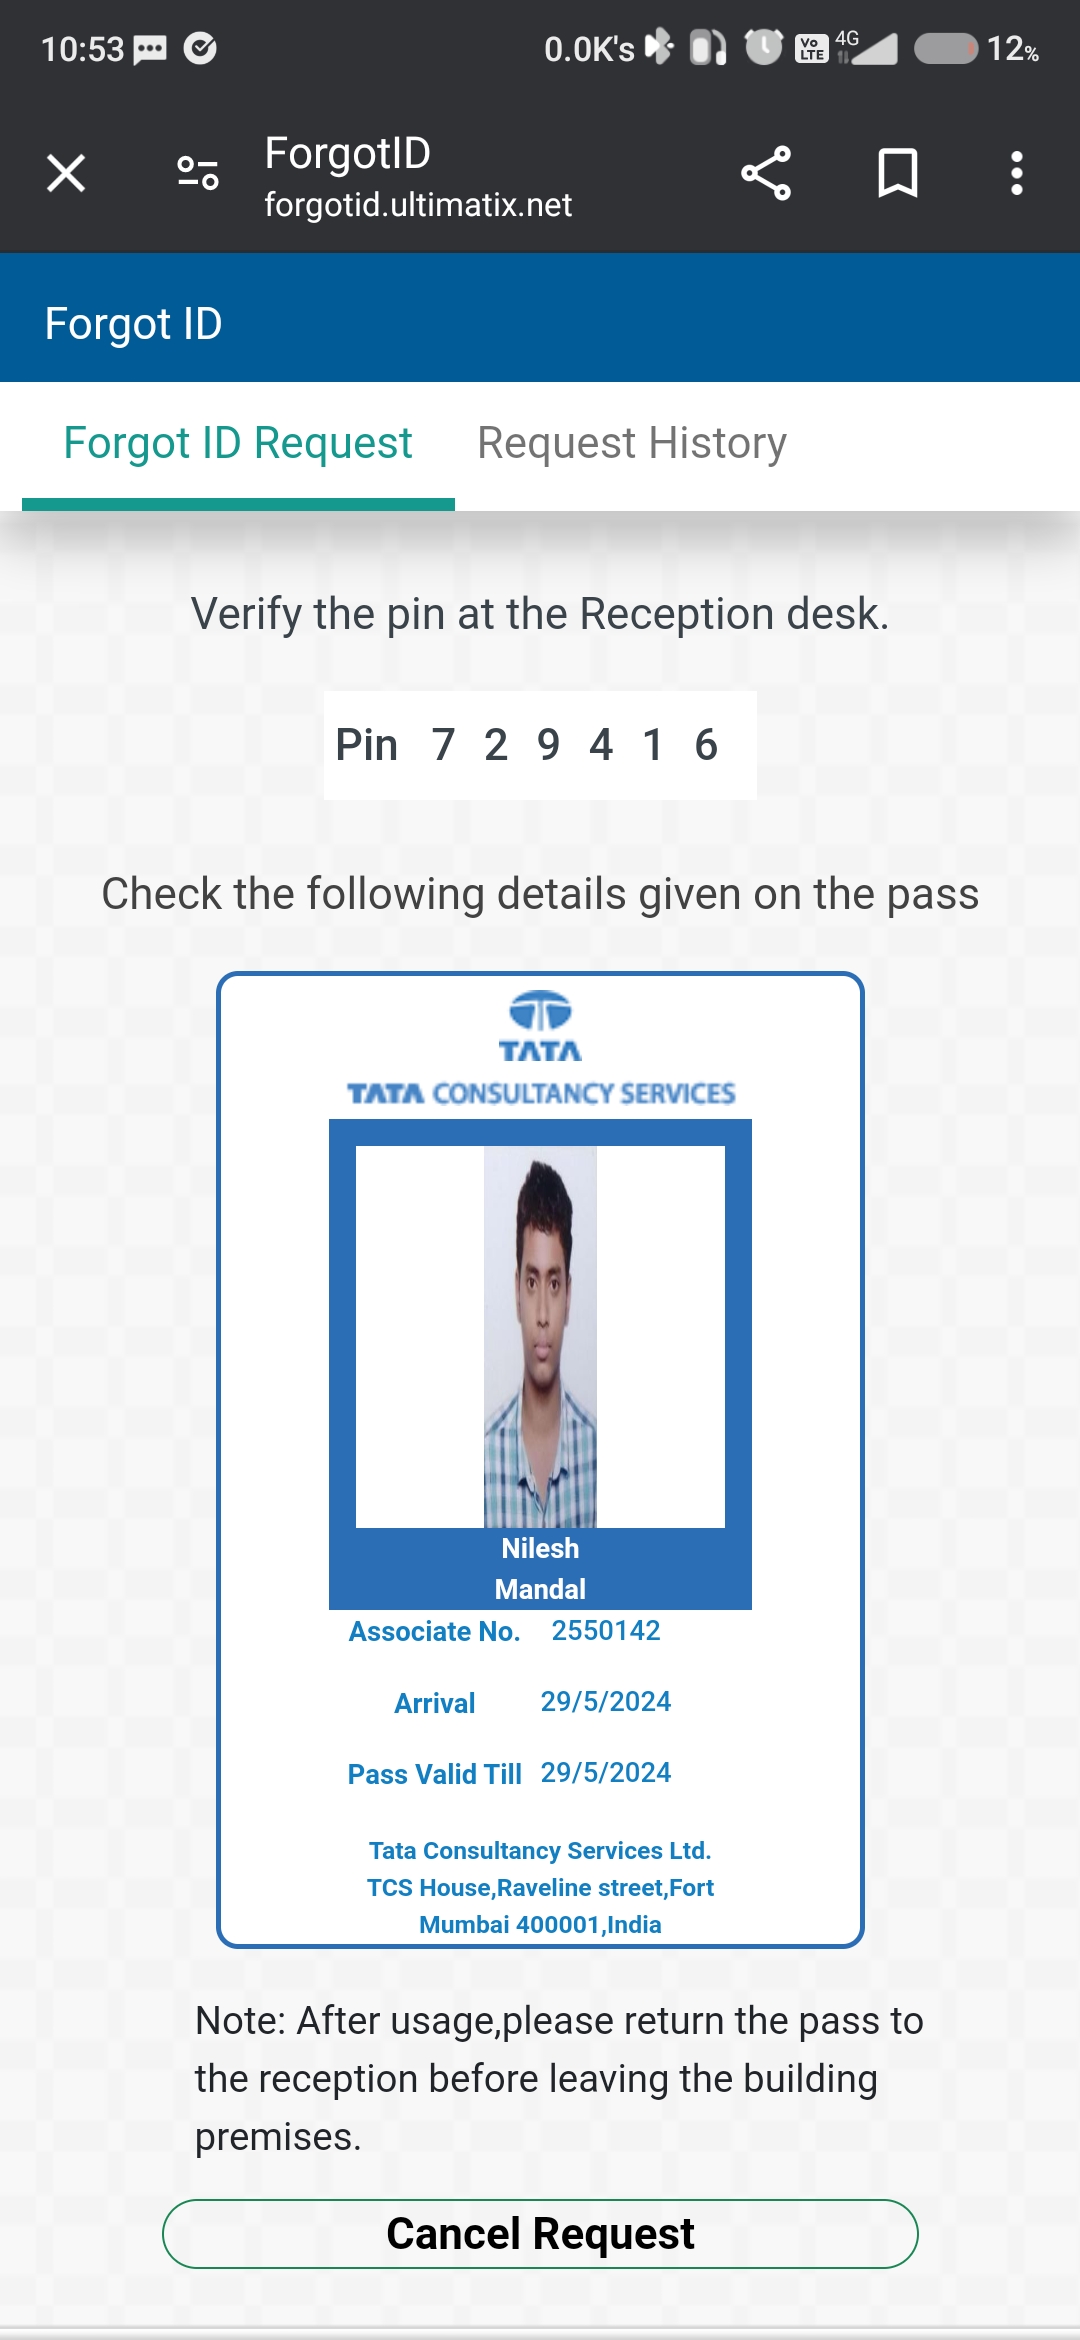 10:53
0.0K's
Vo LTE
4G
12%
ForgotID
forgotid.ultimatix.net
Forgot ID
Forgot ID Request Request History
Verify the pin at the Reception desk.
Pin 7 2 9 4 1 6
Check the following details given on the pass
TATA
TATA CONSULTANCY SERVICES
Nilesh
Mandal
Associate No. 2550142
Arrival 29/5/2024
Pass Valid Till 29/5/2024
Tata Consultancy Services Ltd.
TCS House,Raveline street,Fort
Mumbai 400001,India
Note: After usage,please return the pass to
the reception before leaving the building
premises.
Cancel Request